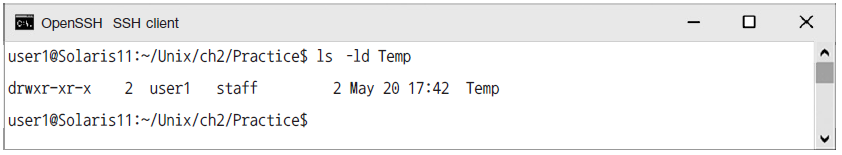 OpenSSH SSH client
user1@Solaris11:~/Unix/ch2/Practice$ ls -ld Temp
drwxr-xr-x 2 user1 staff 2 May 20 17:42 Temp
user1@Solaris11:~/Unix/ch2/Practice$